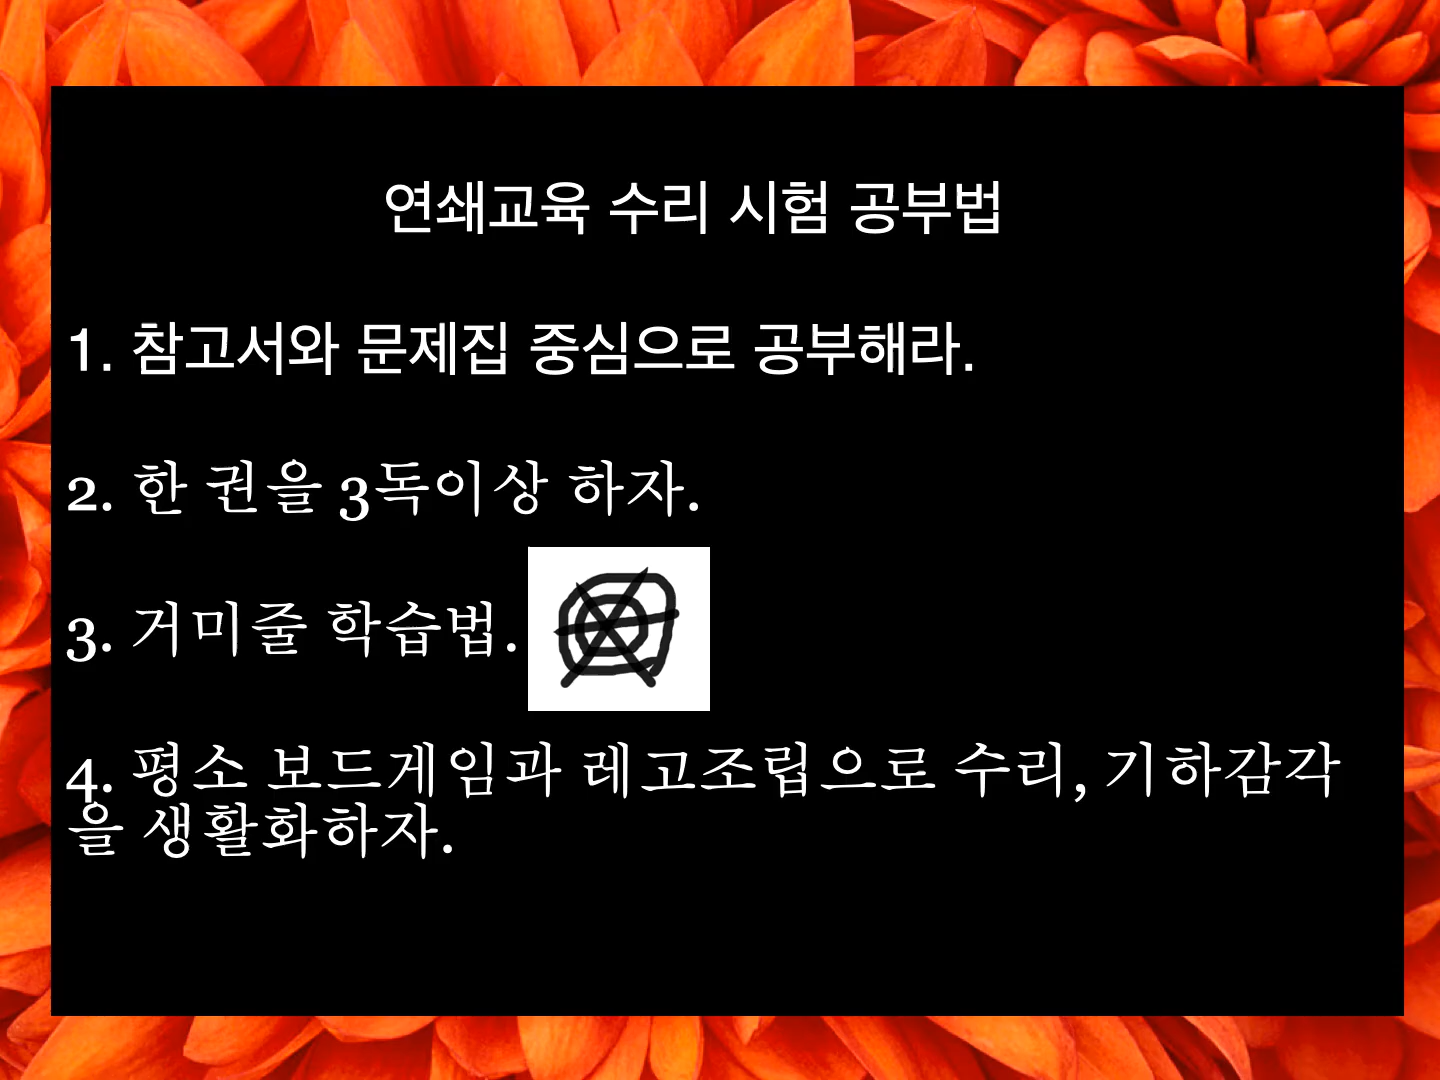 연쇄교육 수리 시험 공부법
1. 참고서와 문제집 중심으로 공부해라.
2. 한 권을 3독이상 하자.
3. 거미줄 학습법.
4. 평소 보드게임과 레고조립으로 수리, 기하감각
을 생활화하자.